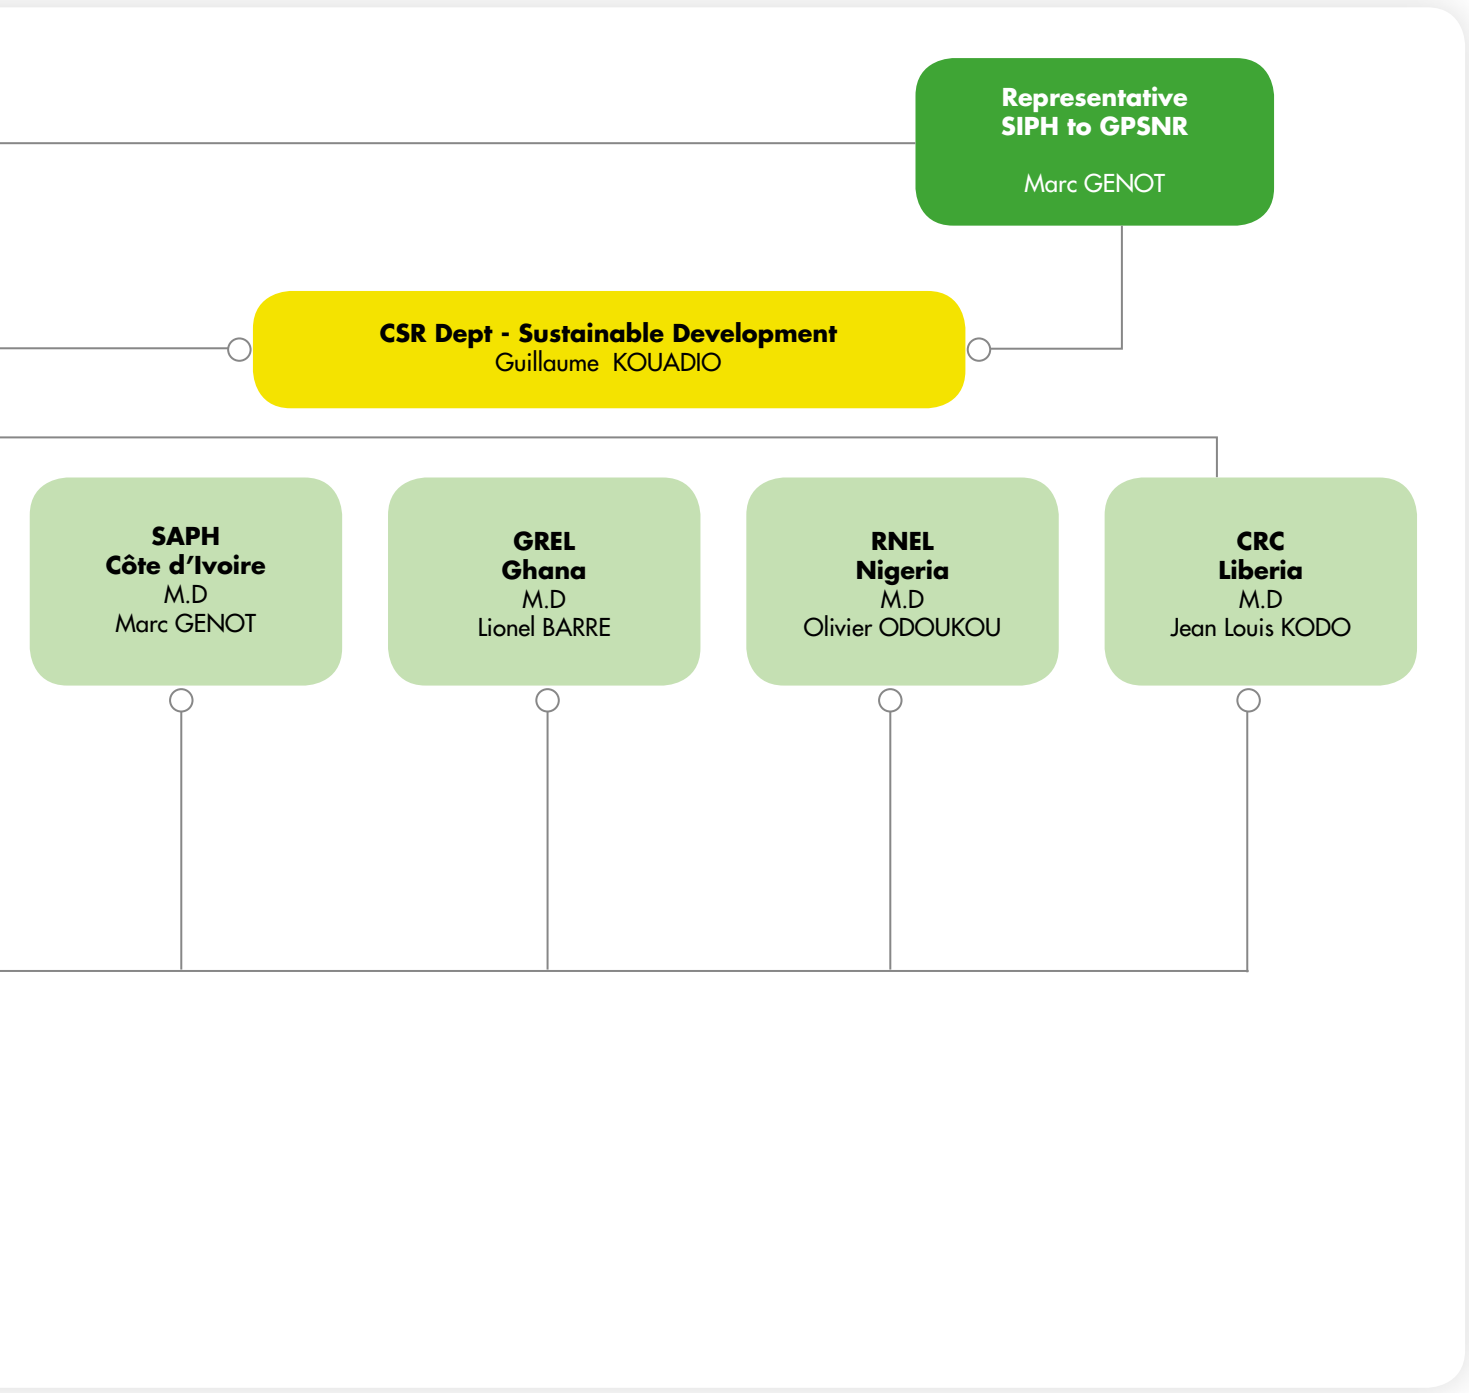 Representative
SIPH to GPSNR
Marc GENOT
CSR Dept - Sustainable Development
Guillaume KOUADIO
SAPH
Côte d’Ivoire
M.D
Marc GENOT
GREL
Ghana
M.D
Lionel BARRE
RNEL
Nigeria
M.D
Olivier ODOUKOU
CRC
Liberia
M.D
Jean Louis KODO